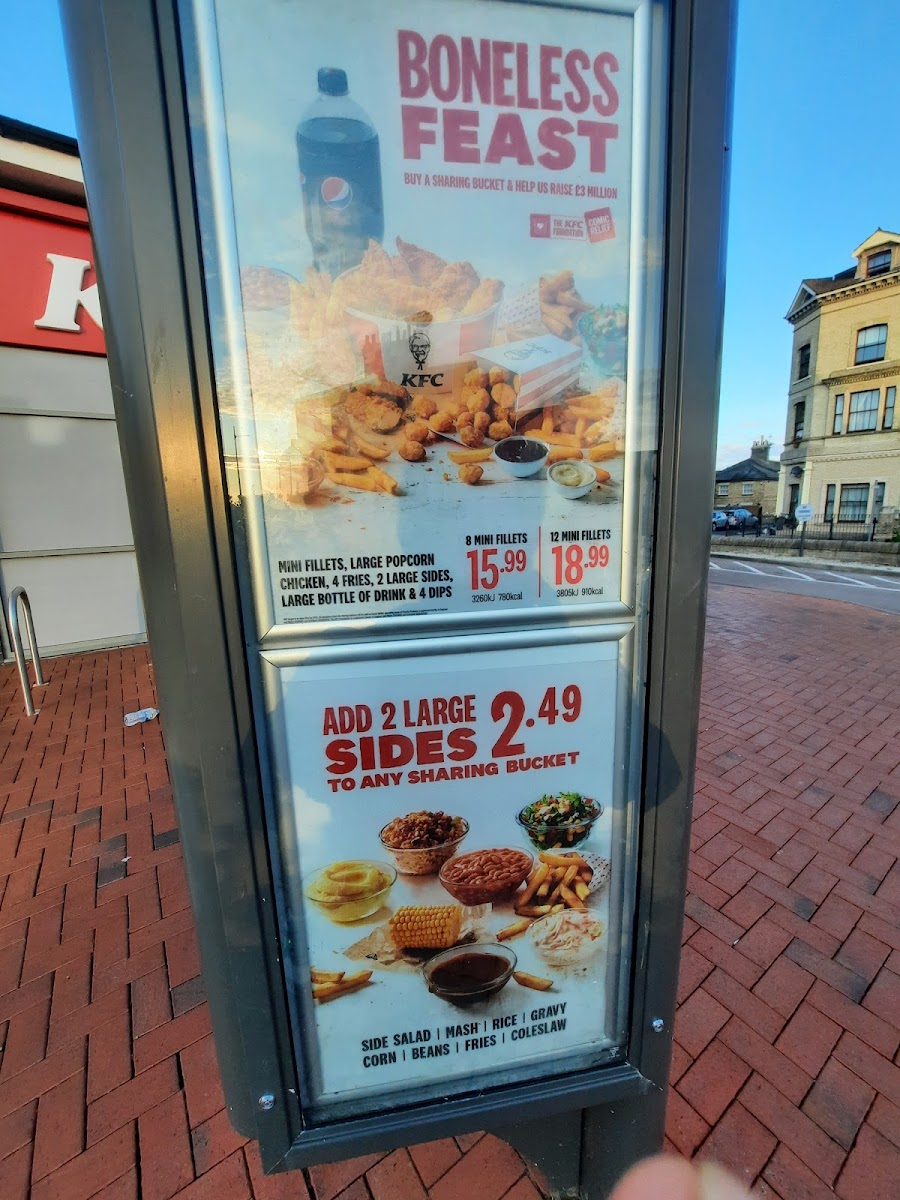 BONELESS
FEAST
BUY A SHARING BUCKET & HELP US RAISE £3 MILLION
THE KFC
FOUNDATION
COMIC
RELIEF
K
KFC
MINI FILLETS, LARGE POPCORN
CHICKEN, 4 FRIES, 2 LARGE SIDES,
LARGE BOTTLE OF DRINK & 4 DIPS
8 MINI FILLETS
15.99
3260kJ 780kcal
12 MINI FILLETS
18.99
3805kJ 910kcal
ADD 2 LARGE
SIDES 2.49
TO ANY SHARING BUCKET
SIDE SALAD | MASH | RICE | GRAVY
CORN | BEANS | FRIES | COLESLAW